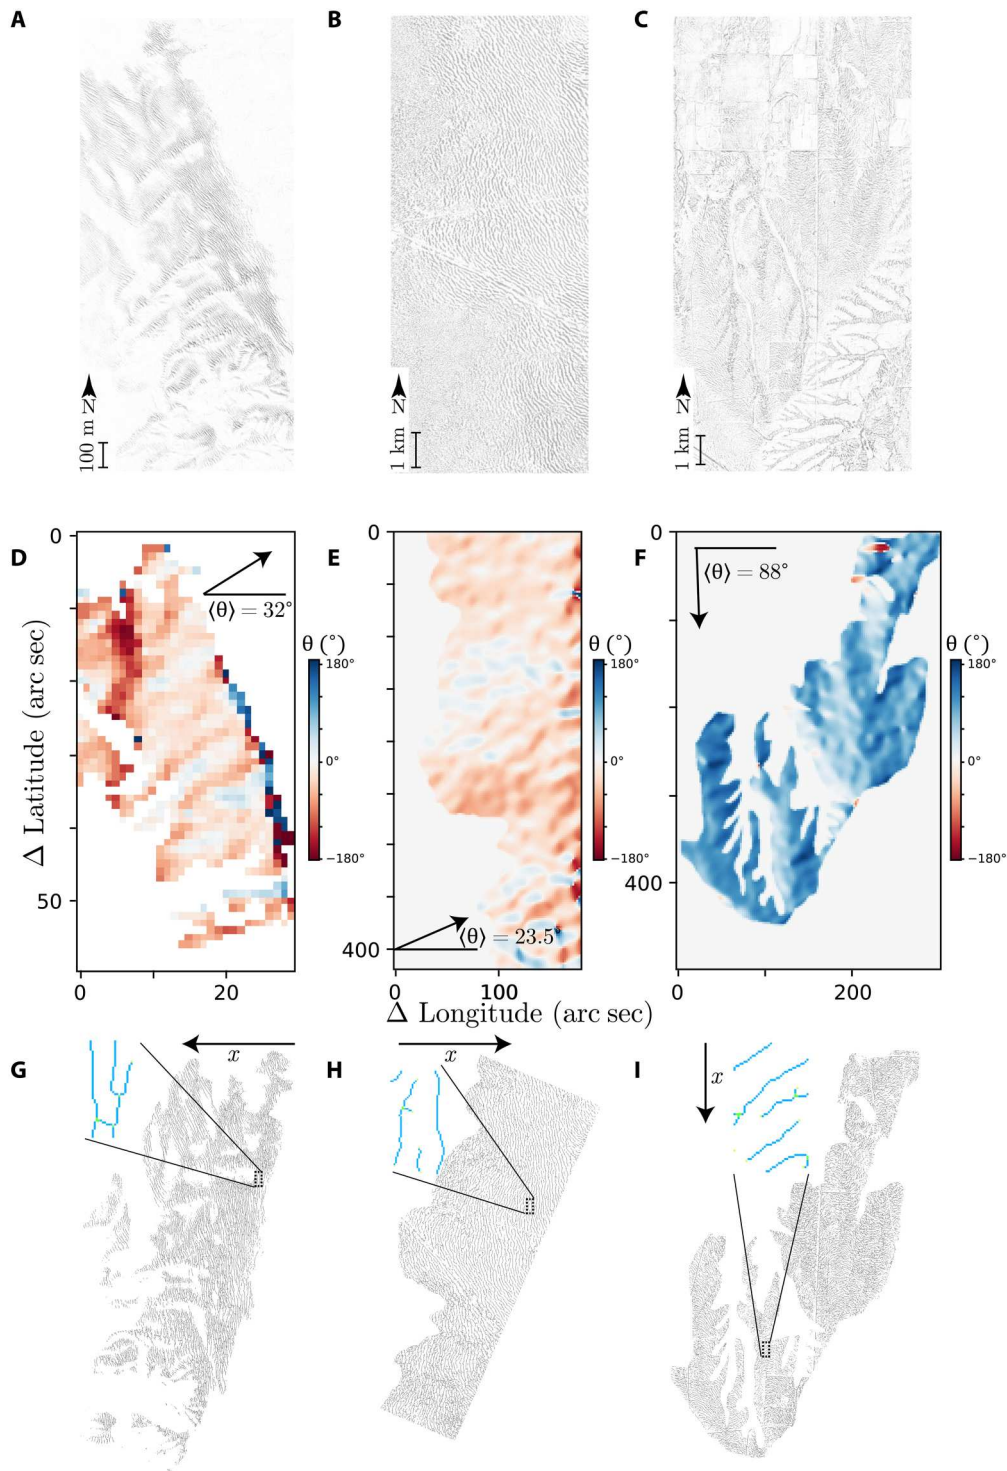 A
B
C
N
100 m
N
1 km
N
1 km
D
E
F
0
50
0
20
⟨θ⟩ = 32°
θ (°)
180°
0°
−180°
0
400
0
100
⟨θ⟩ = 23.5°
θ (°)
180°
0°
−180°
0
400
0
200
⟨θ⟩ = 88°
θ (°)
180°
0°
−180°
Δ Latitude (arc sec)
Δ Longitude (arc sec)
G
x
H
x
I
x